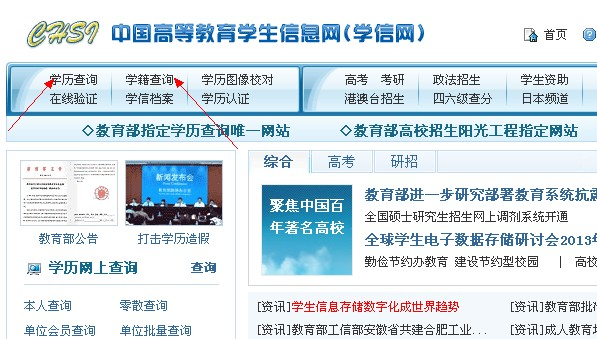 CHSI 中国高等教育学生信息网(学信网) 首页
学历查询 学籍查询 学历图像校对 高考 考研 政法招生 学生资助
在线验证 学信档案 学历认证 港澳台招生 四六级查分 日本频道
◇教育部指定学历查询唯一网站 ◇教育部高校招生阳光工程指定网站
综合 高考 研招
新闻发布会
聚焦中国百
年著名高校
教育部进一步研究部署教育系统抗震
全国硕士研究生招生网上调剂系统开通
全球学生电子数据存储研讨会2013年
勤俭节约办教育 建设节约型校园 | 高校
教育部公告 打击学历造假
学历网上查询 查询
本人查询 零散查询
单位会员查询 单位批量查询
[资讯]学生信息存储数字化成世界趋势 [资讯]教育部批准
[资讯]教育部工信部安徽省共建合肥工业... [资讯]成人教育